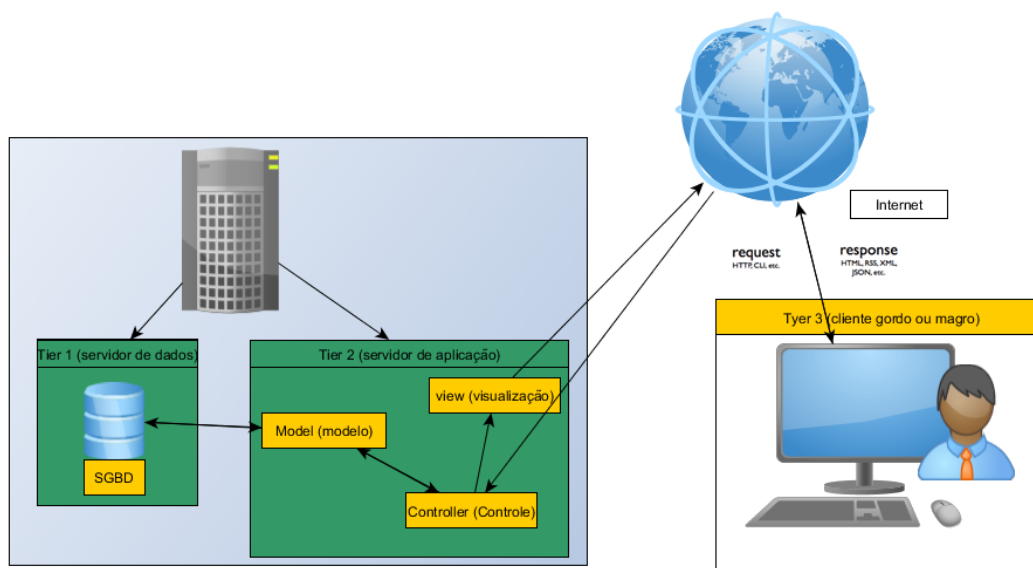 Internet
request
HTTP, CLI, etc.
response
HTML, RSS, XML,
JSON, etc.
Tyer 3 (cliente gordo ou magro)
Tier 1 (servidor de dados)
SGBD
Tier 2 (servidor de aplicação)
view (visualização)
Model (modelo)
Controller (Controle)